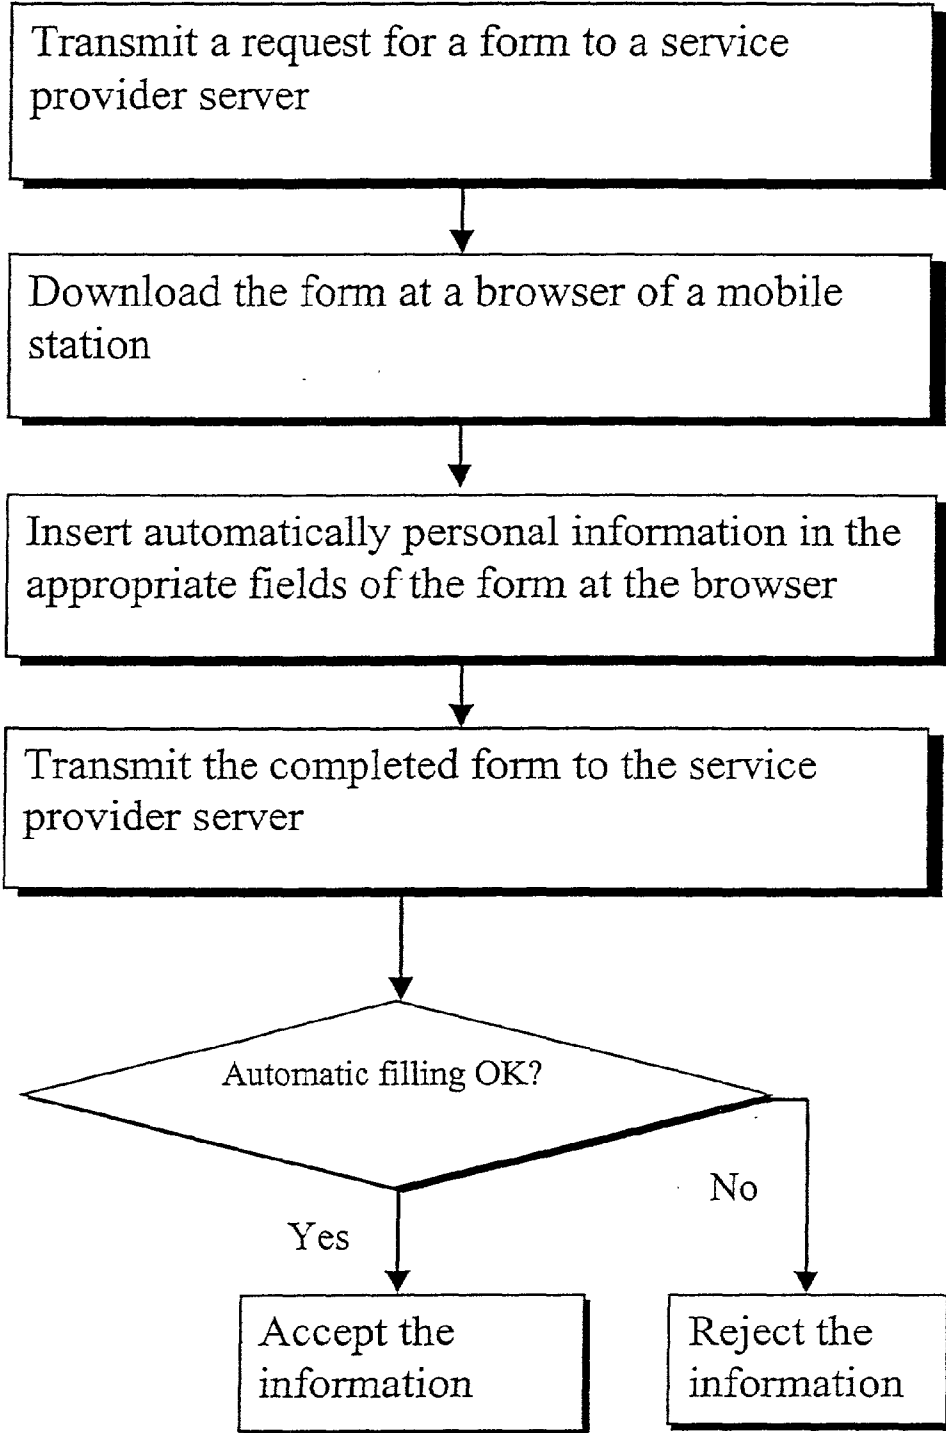 Transmit a request for a form to a service
provider server
Download the form at a browser of a mobile
station
Insert automatically personal information in the
appropriate fields of the form at the browser
Transmit the completed form to the service
provider server
Automatic filling OK?
No
Yes
Accept the
information
Reject the
information